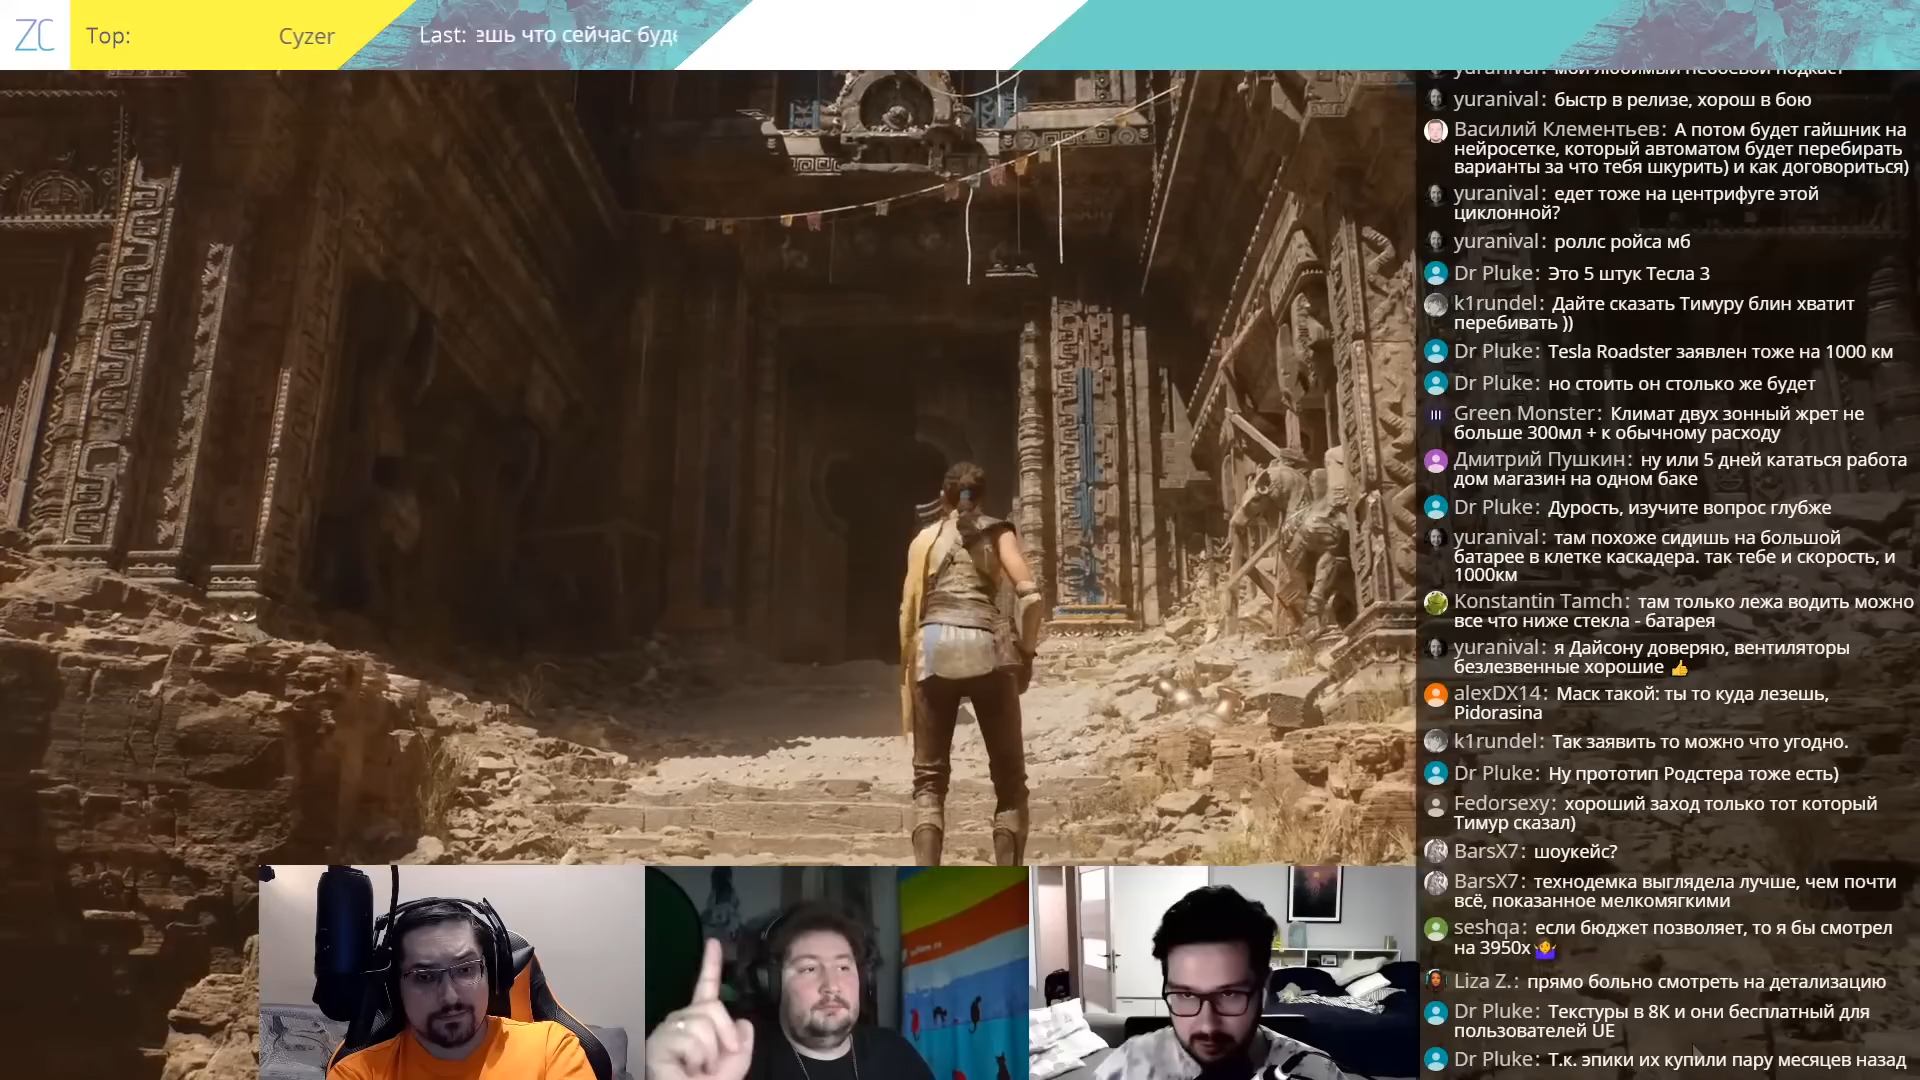 ZC
Top:
Cyzer
Last: ешь что сейчас буде
yuranival: мой любимый небоевой подкаст
yuranival: быстр в релизе, хорош в бою
Василий Клементьев: А потом будет гайшник на
нейросетке, который автоматом будет перебирать
варианты за что тебя шкурить) и как договориться)
yuranival: едет тоже на центрифуге этой
циклонной?
yuranival: роллс ройса мб
Dr Pluke: Это 5 штук Тесла 3
k1rundel: Дайте сказать Тимуру блин хватит
перебивать ))
Dr Pluke: Tesla Roadster заявлен тоже на 1000 км
Dr Pluke: но стоить он столько же будет
Green Monster: Климат двух зонный жрет не
больше 300мл + к обычному расходу
Дмитрий Пушкин: ну или 5 дней кататься работа
дом магазин на одном баке
Dr Pluke: Дурость, изучите вопрос глубже
yuranival: там похоже сидишь на большой
батарее в клетке каскадера. так тебе и скорость, и
1000км
Konstantin Tamch: там только лежа водить можно
все что ниже стекла - батарея
yuranival: я Дайсону доверяю, вентиляторы
безлезвенные хорошие 👍
alexDX14: Маск такой: ты то куда лезешь,
Pidorasina
k1rundel: Так заявить то можно что угодно.
Dr Pluke: Ну прототип Родстера тоже есть)
Fedorsexy: хороший заход только тот который
Тимур сказал)
BarsX7: шоукейс?
BarsX7: технодемка выглядела лучше, чем почти
всё, показанное мелкомягкими
seshqa: если бюджет позволяет, то я бы смотрел
на 3950x 🤷‍♀️
Liza Z.: прямо больно смотреть на детализацию
Dr Pluke: Текстуры в 8К и они бесплатный для
пользователей UE
Dr Pluke: Т.к. эпики их купили пару месяцев назад